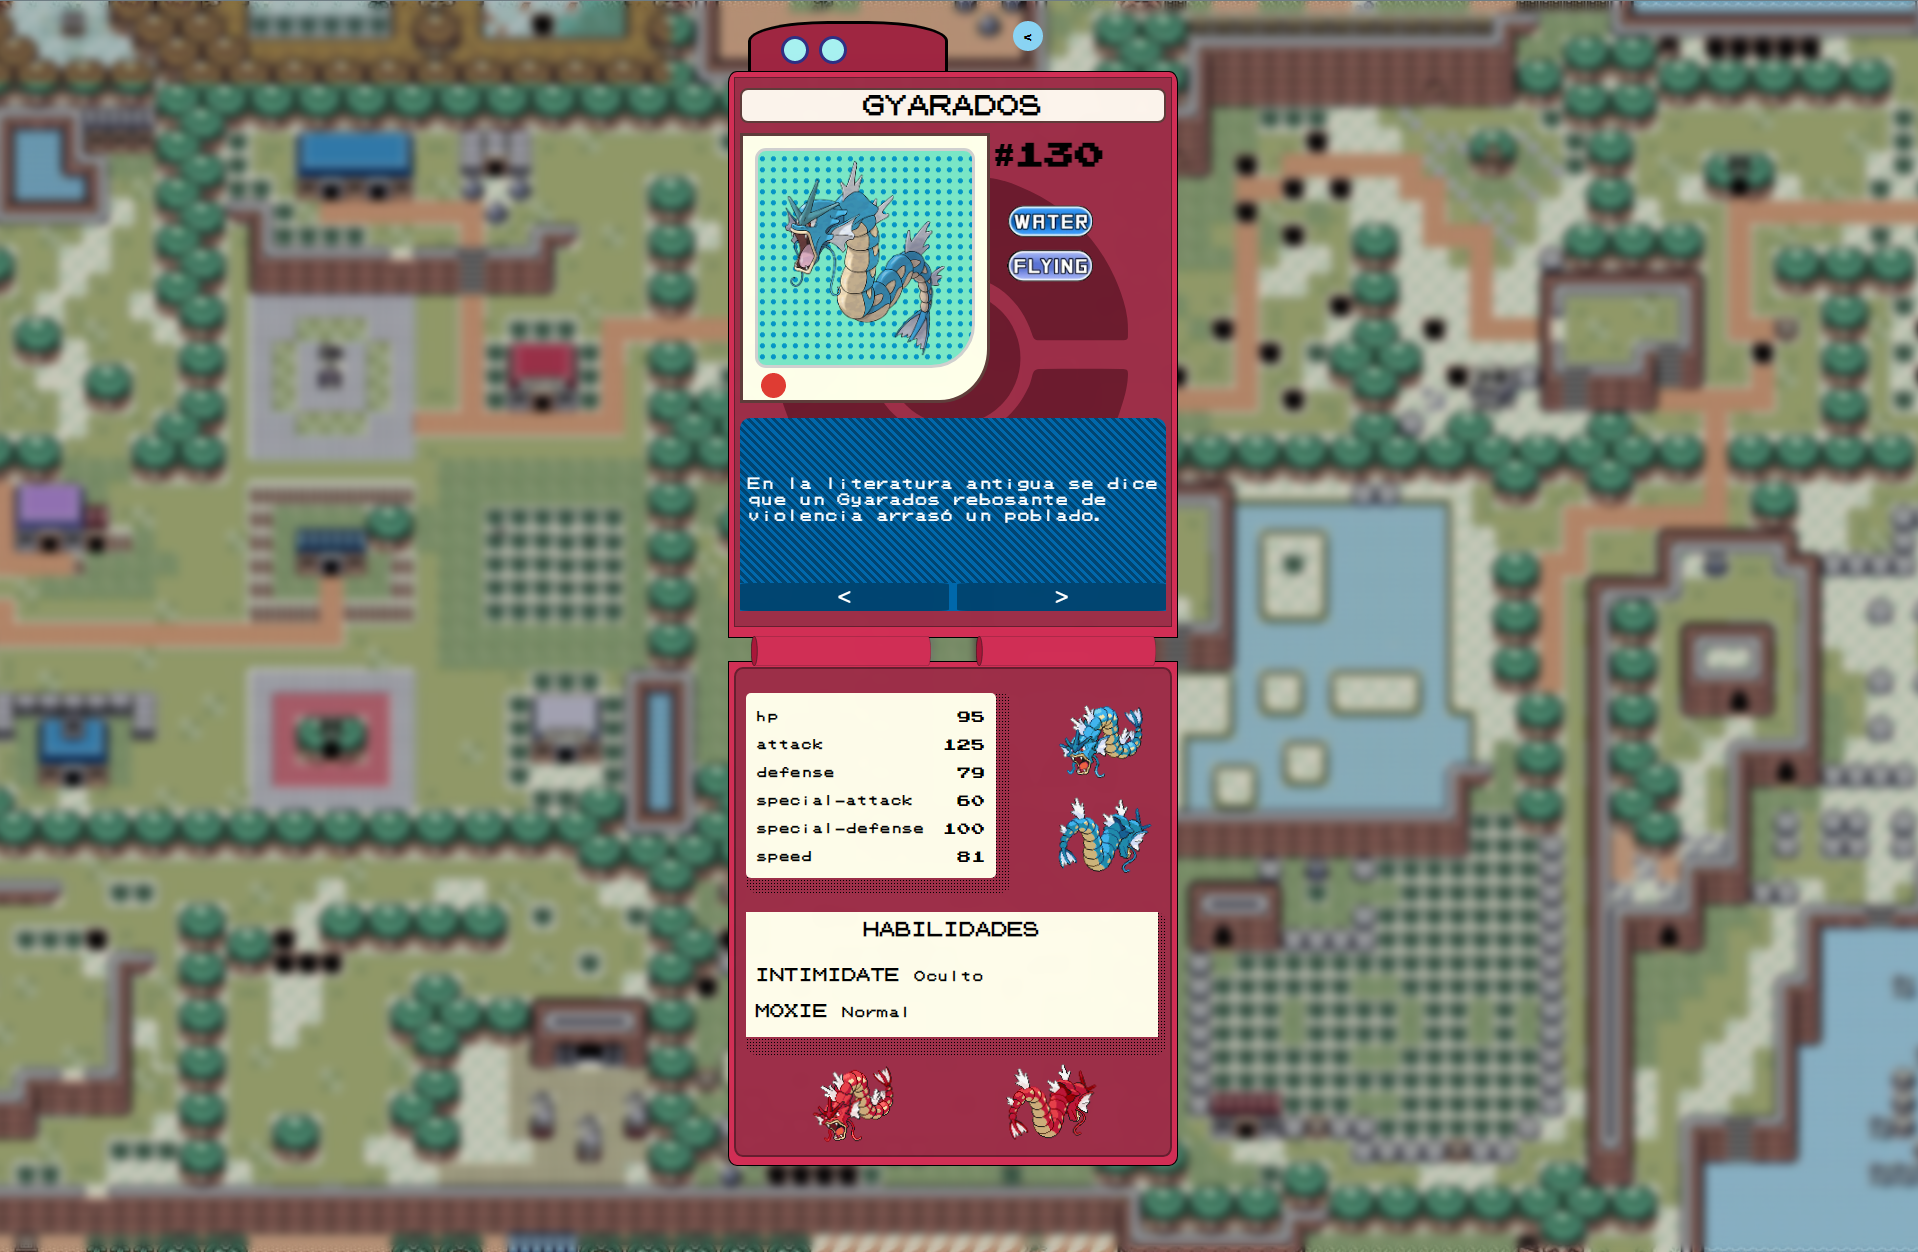 <
GYARADOS
#130
WATER
FLYING
En la literatura antigua se dice
que un Gyarados rebosante de
violencia arrasó un poblado.
< >
hp 95
attack 125
defense 79
special-attack 60
special-defense 100
speed 81
HABILIDADES
INTIMIDATE Oculto
MOXIE Normal